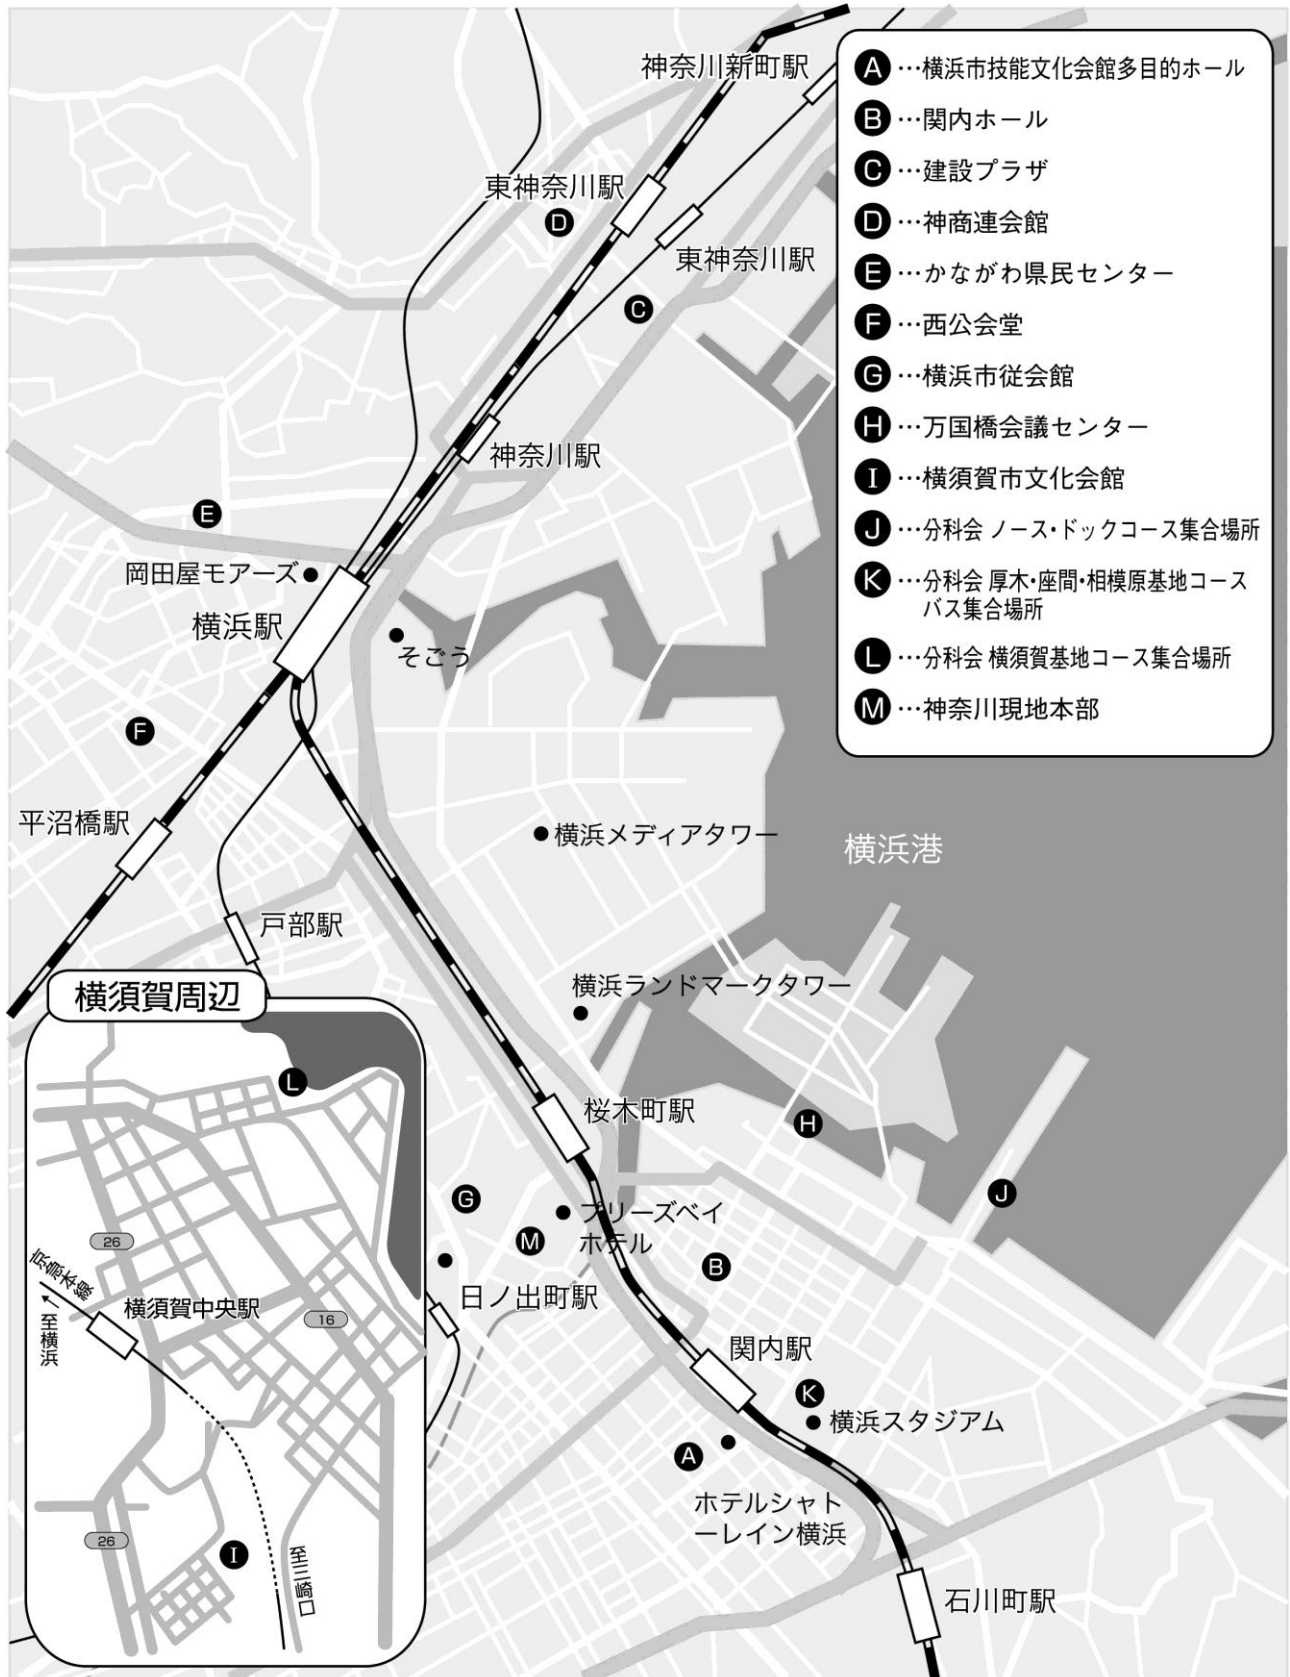 神奈川新町駅
東神奈川駅
D
東神奈川駅
C
神奈川駅
E
岡田屋モアーズ
横浜駅
そごう
F
平沼橋駅
横浜メディアタワー
横浜港
戸部駅
横浜ランドマークタワー
桜木町駅
H
G
J
ブリーズベイ
ホテル
M
B
日ノ出町駅
関内駅
K
横浜スタジアム
A
ホテルシャト
ーレイン横浜
石川町駅
A…横浜市技能文化会館多目的ホール
B…関内ホール
C…建設プラザ
D…神商連会館
E…かながわ県民センター
F…西公会堂
G…横浜市従会館
H…万国橋会議センター
I…横須賀市文化会館
J…分科会 ノース・ドックコース集合場所
K…分科会 厚木・座間・相模原基地コース
バス集合場所
L…分科会 横須賀基地コース集合場所
M…神奈川現地本部
横須賀周辺
L
26
京急本線
←至横浜
横須賀中央駅
16
26
I
至三崎口